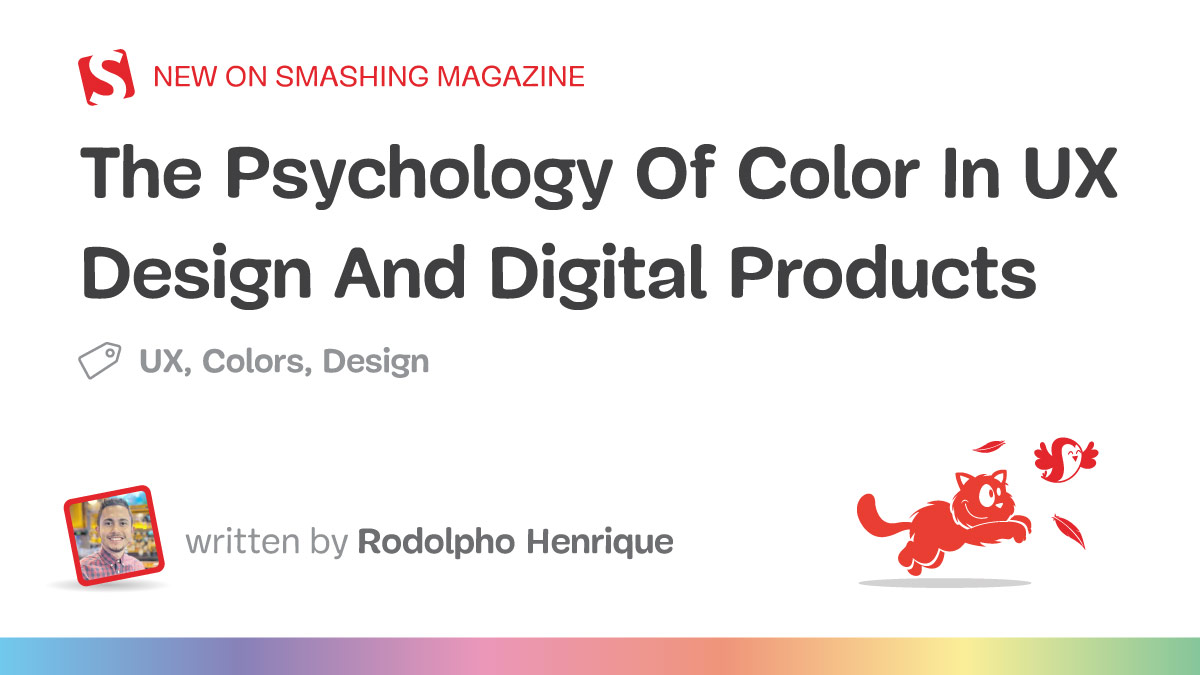 NEW ON SMASHING MAGAZINE
The Psychology Of Color In UX
Design And Digital Products
UX, Colors, Design
written by Rodolpho Henrique